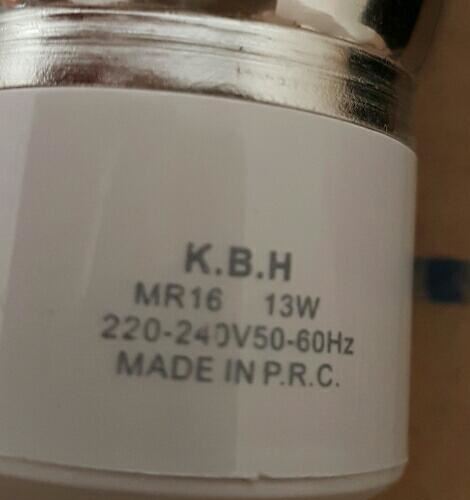 K.B.H
MR16 13W
220-240V50-60Hz
MADE IN P.R.C.